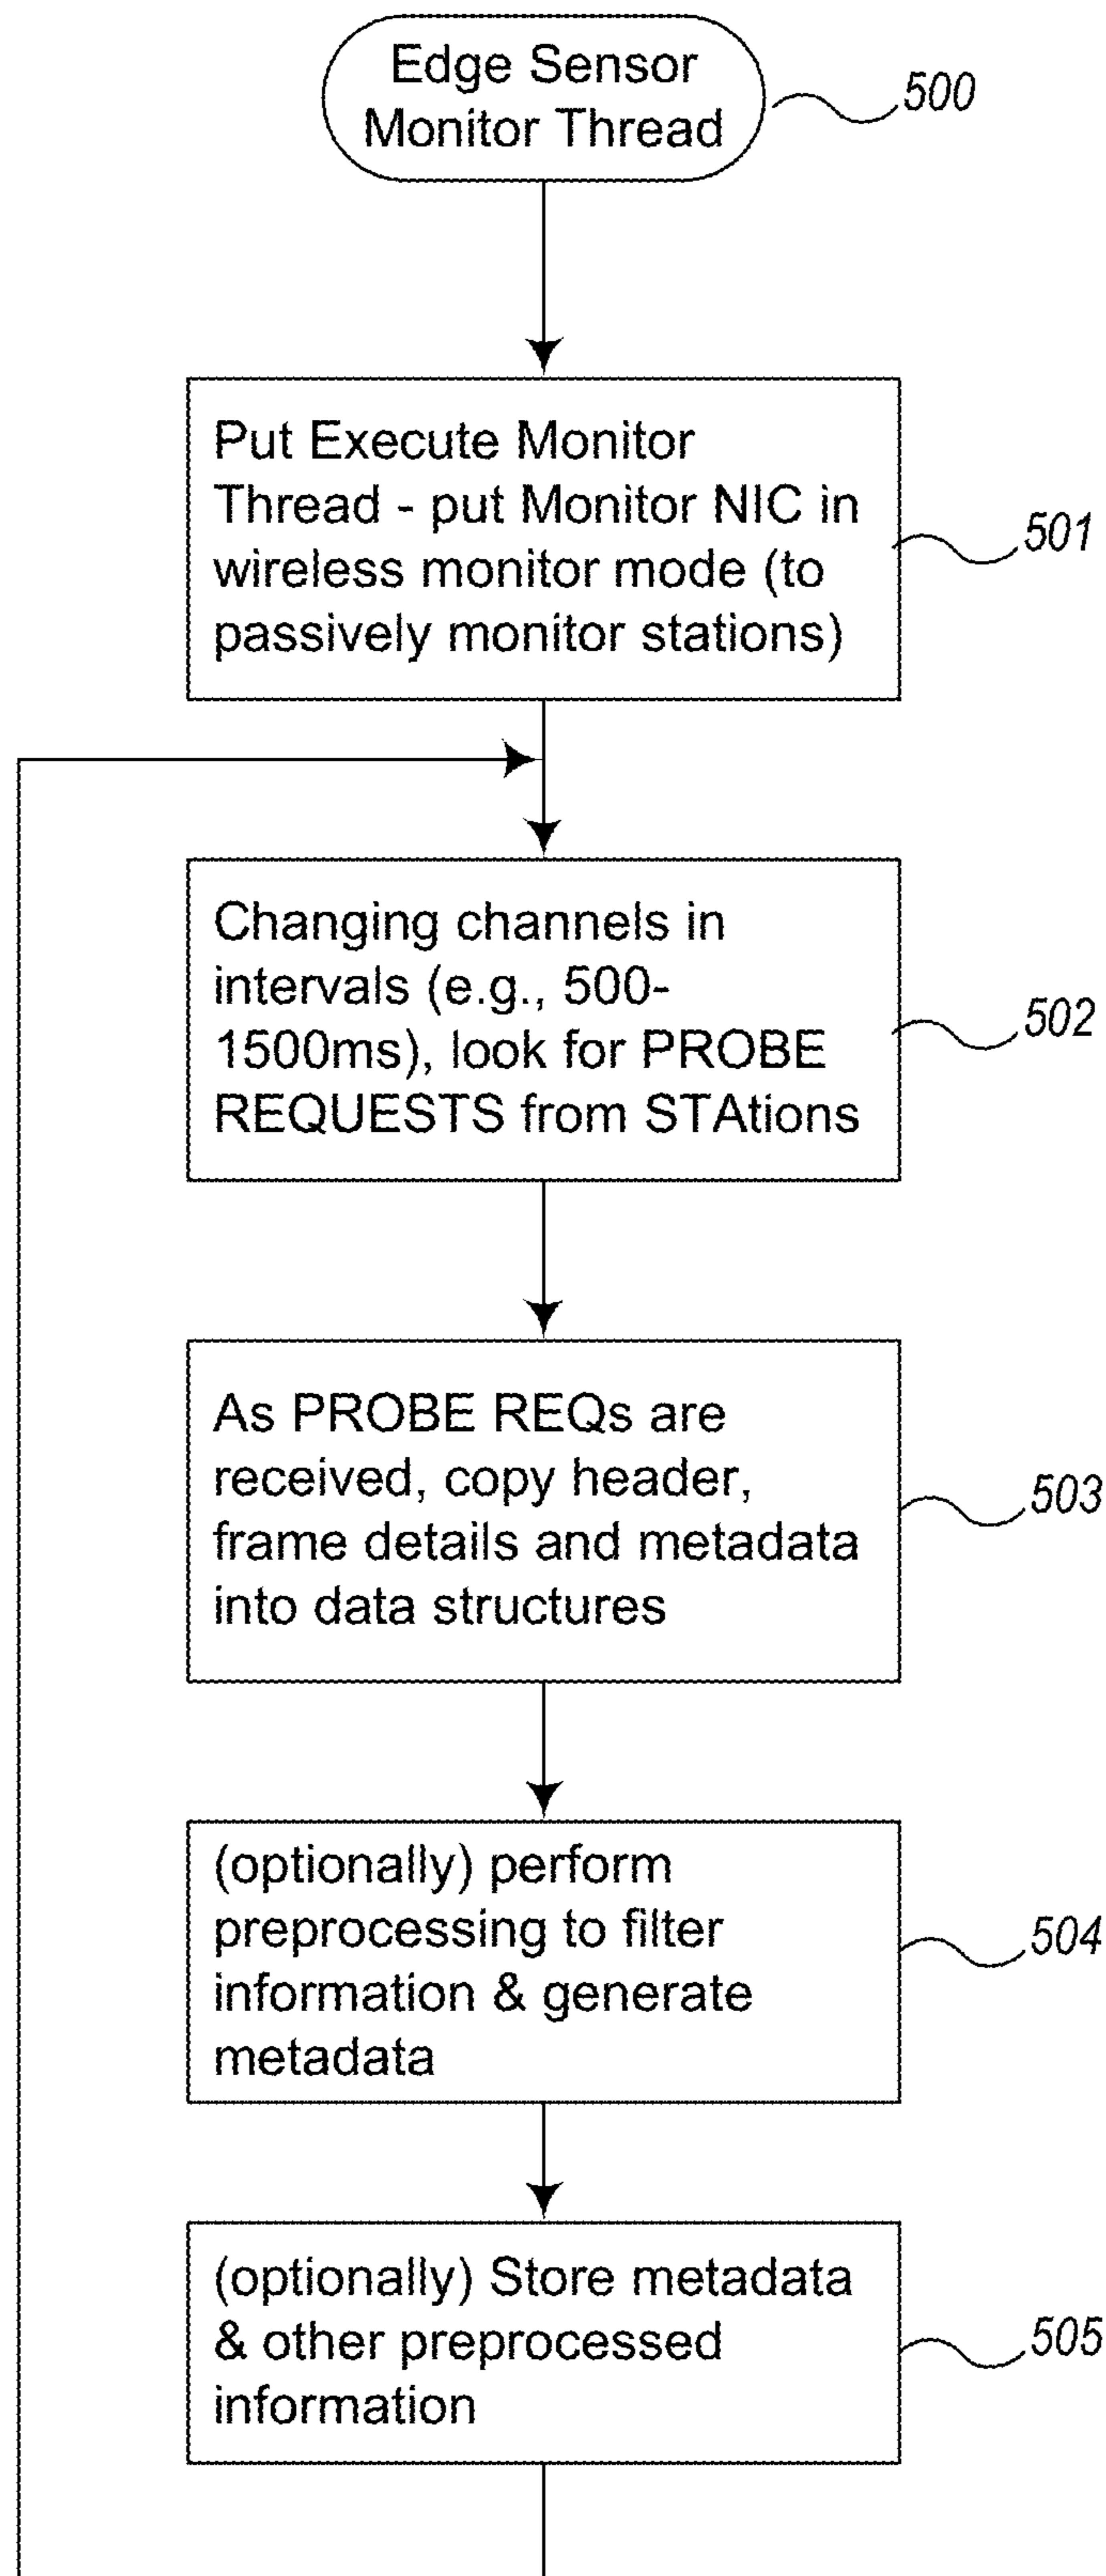 Edge Sensor
Monitor Thread
500
Put Execute Monitor
Thread - put Monitor NIC in
wireless monitor mode (to
passively monitor stations)
501
Changing channels in
intervals (e.g., 500-
1500ms), look for PROBE
REQUESTS from STAtions
502
As PROBE REQs are
received, copy header,
frame details and metadata
into data structures
503
(optionally) perform
preprocessing to filter
information & generate
metadata
504
(optionally) Store metadata
& other preprocessed
information
505